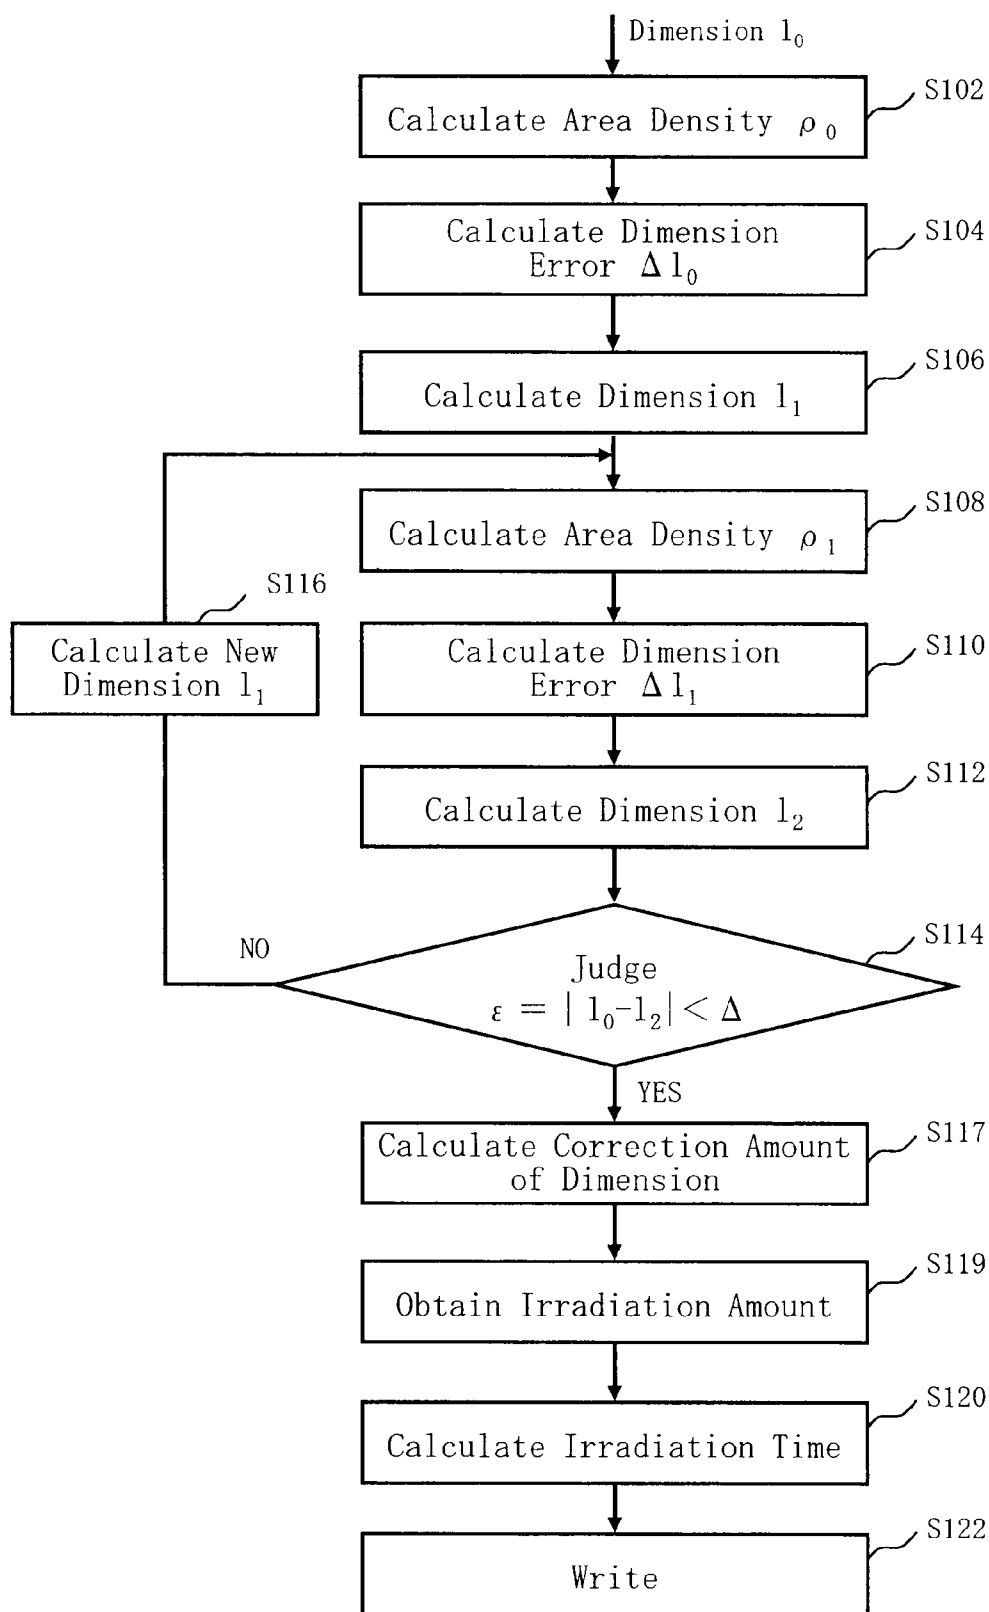 Dimension l₀
S102
Calculate Area Density ρ₀
S104
Calculate Dimension
Error Δl₀
S106
Calculate Dimension l₁
S108
Calculate Area Density ρ₁
S116
Calculate New
Dimension l₁
S110
Calculate Dimension
Error Δl₁
S112
Calculate Dimension l₂
S114
NO
Judge
ε = | l₀-l₂| < Δ
YES
S117
Calculate Correction Amount
of Dimension
S119
Obtain Irradiation Amount
S120
Calculate Irradiation Time
S122
Write